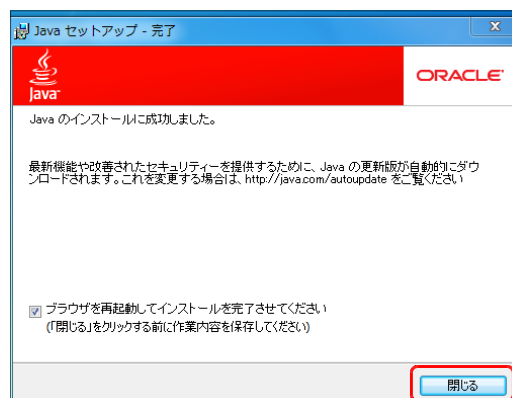 Java セットアップ - 完了
Java
ORACLE
Java のインストールに成功しました。
最新機能や改善されたセキュリティーを提供するために、Java の更新版が自動的にダウ
ンロードされます。これを変更する場合は、http://java.com/autoupdate をご覧ください
ブラウザを再起動してインストールを完了させてください
(「閉じる」をクリックする前に作業内容を保存してください)
閉じる